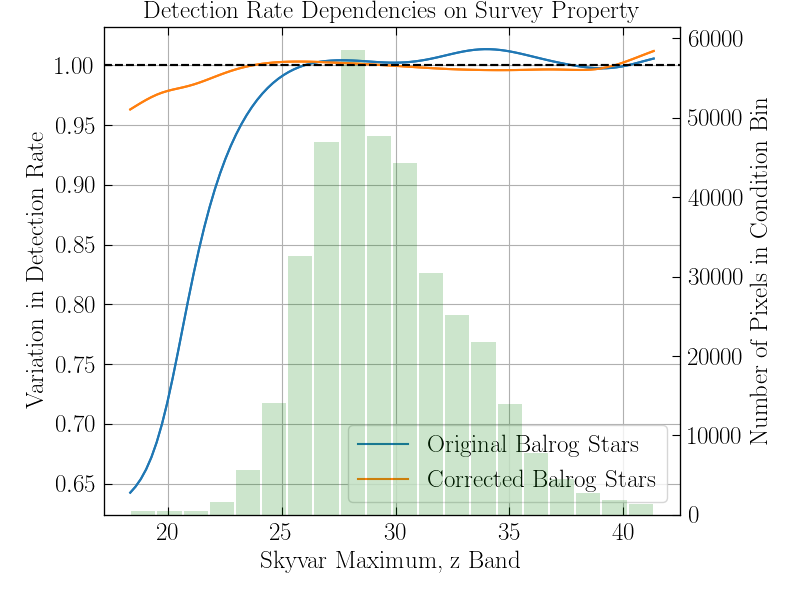 Detection Rate Dependencies on Survey Property
Variation in Detection Rate
1.00
0.95
0.90
0.85
0.80
0.75
0.70
0.65
60000
50000
40000
30000
20000
10000
0
Number of Pixels in Condition Bin
Original Balrog Stars
Corrected Balrog Stars
20 25 30 35 40
Skyvar Maximum, z Band